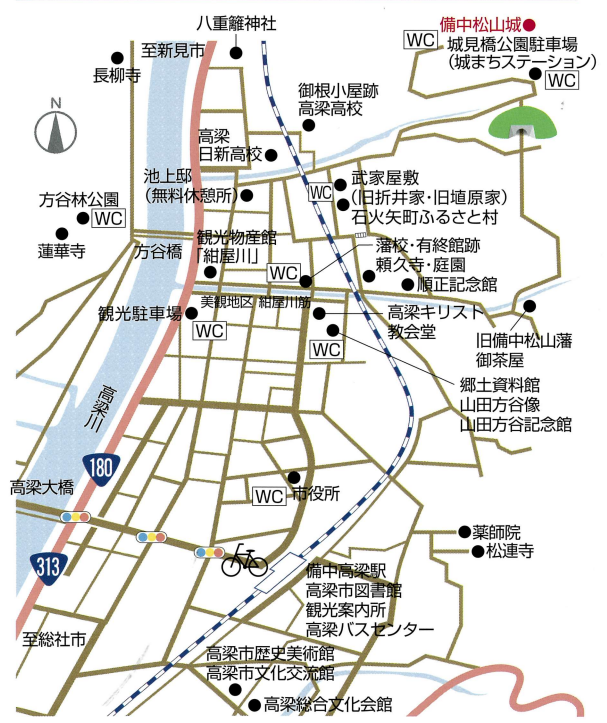 八重籬神社
備中松山城
至新見市
WC
城見橋公園駐車場
(城まちステーション)
WC
長柳寺
御根小屋跡
高梁高校
N
高梁
日新高校
池上邸
(無料休憩所)
武家屋敷
WC
(旧折井家・旧埴原家)
石火矢町ふるさと村
方谷林公園
WC
蓮華寺
方谷橋
観光物産館
「紺屋川」
藩校・有終館跡
WC
頼久寺・庭園
順正記念館
美観地区
紺屋川筋
観光駐車場
WC
高梁キリスト
教会堂
WC
旧備中松山藩
御茶屋
高梁川
郷土資料館
山田方谷像
山田方谷記念館
180
高梁大橋
WC
市役所
313
薬師院
松連寺
備中高梁駅
高梁市図書館
観光案内所
高梁バスセンター
至総社市
高梁市歴史美術館
高梁市文化交流館
高梁総合文化会館